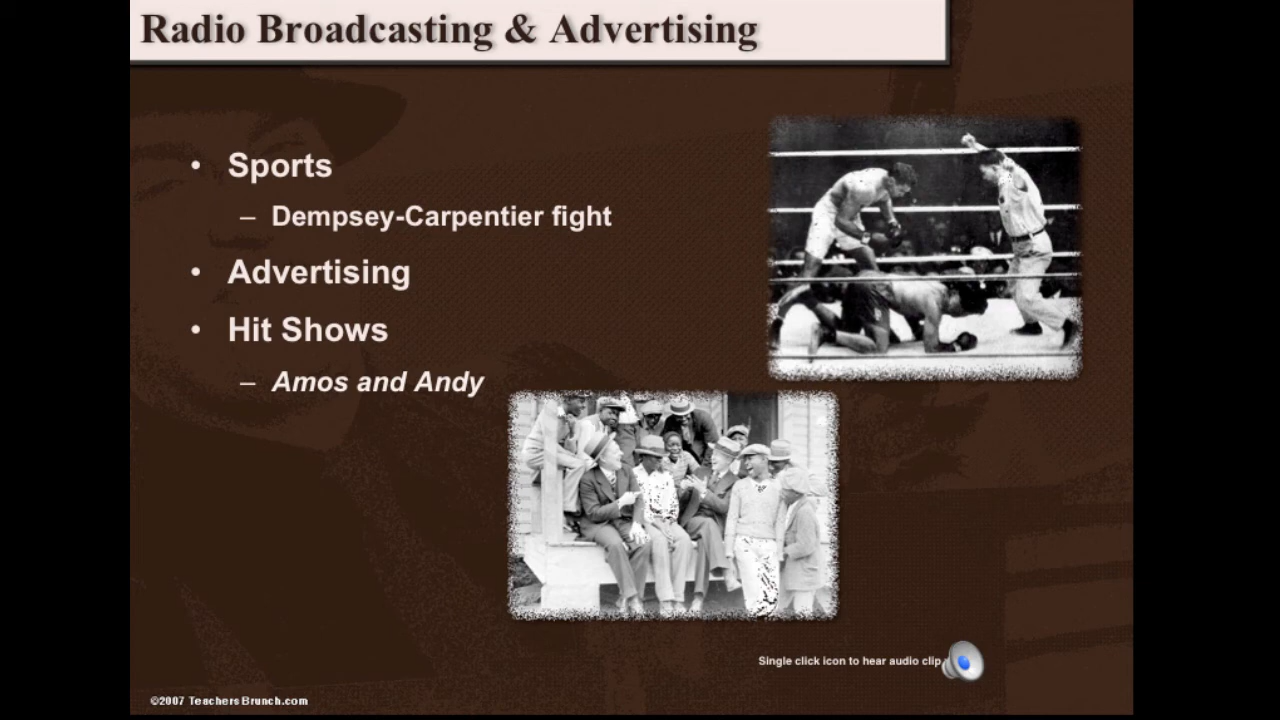 Radio Broadcasting & Advertising
• Sports
– Dempsey-Carpentier fight
• Advertising
• Hit Shows
– Amos and Andy
Single click icon to hear audio clip
©2007 TeachersBrunch.com